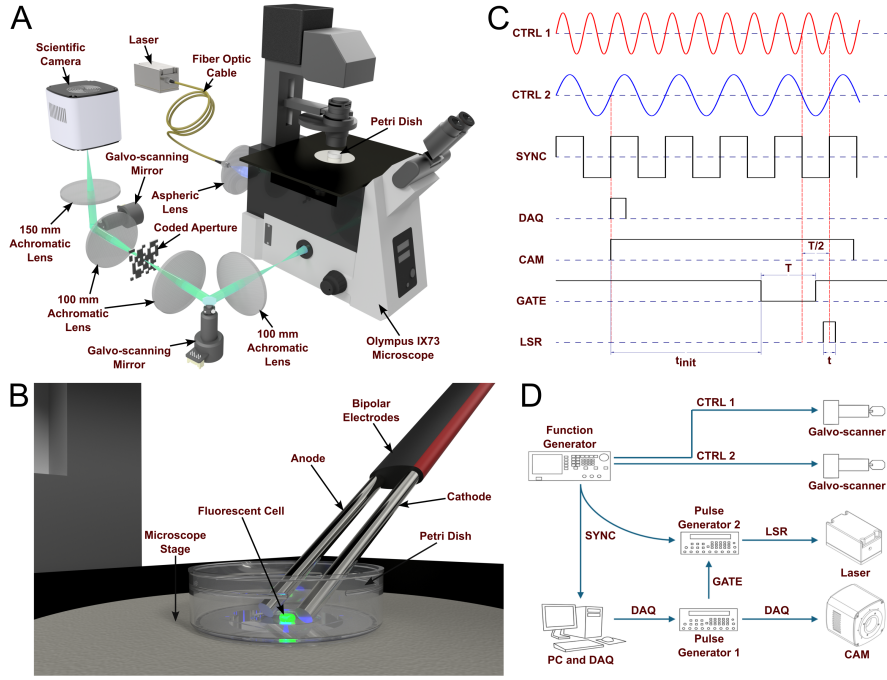 A
Scientific
Camera
Laser
Fiber Optic
Cable
Petri Dish
Galvo-scanning
Mirror
Aspheric
Lens
150 mm
Achromatic
Lens
Coded Aperture
100 mm
Achromatic
Lens
100 mm
Achromatic
Lens
Galvo-scanning
Mirror
Olympus IX73
Microscope
B
Bipolar
Electrodes
Anode
Cathode
Fluorescent Cell
Microscope
Stage
Petri Dish
C
CTRL 1
CTRL 2
SYNC
DAQ
CAM
T/2
T
GATE
LSR
tinit
t
D
CTRL 1
Function
Generator
Galvo-scanner
CTRL 2
Galvo-scanner
Pulse
Generator 2
LSR
SYNC
Laser
GATE
DAQ
DAQ
PC and DAQ
Pulse
Generator 1
CAM